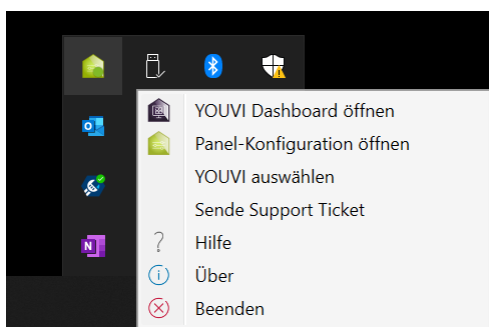 YOUVI Dashboard öffnen
Panel-Konfiguration öffnen
YOUVI auswählen
Sende Support Ticket
Hilfe
Über
Beenden